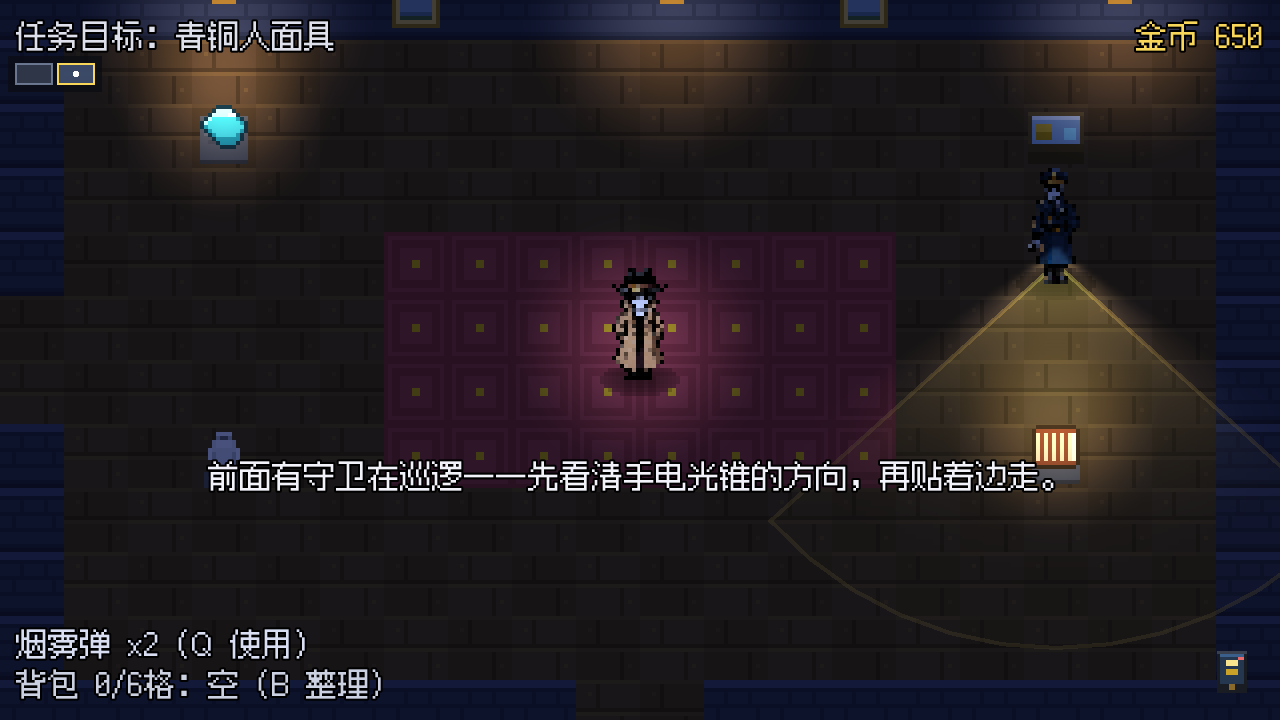 任务目标：青铜人面具
金币 650
前面有守卫在巡逻——先看清手电光锥的方向，再贴着边走。
烟雾弹 x2（Q 使用）
背包 0/6格：空（B 整理）